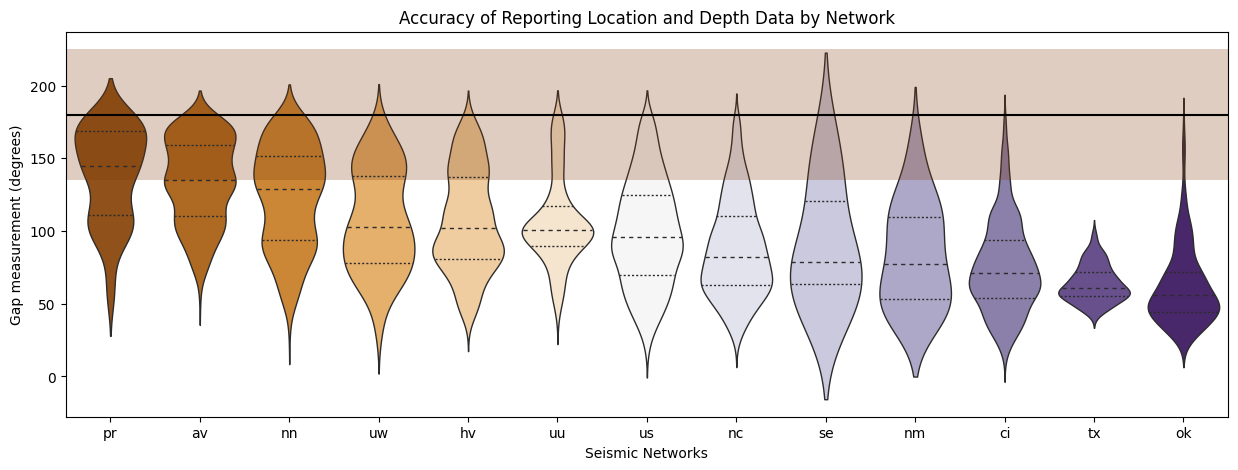 Accuracy of Reporting Location and Depth Data by Network
Gap measurement (degrees)
200
150
100
50
0
pr av nn uw hv uu us nc se nm ci tx ok
Seismic Networks